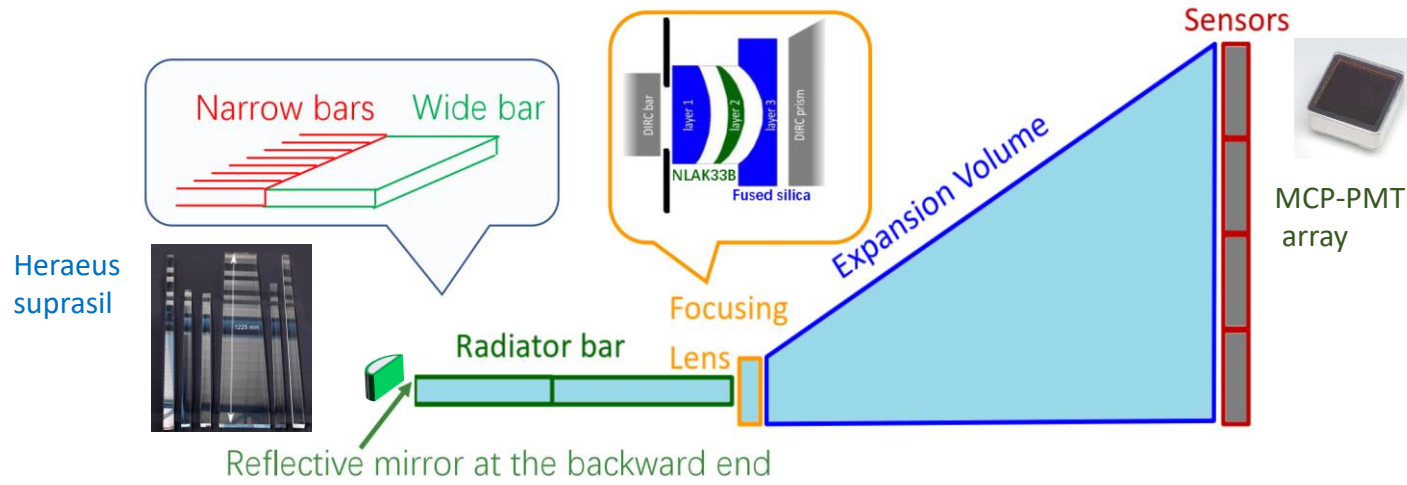 Sensors
Narrow bars
Wide bar
DIRC bar
layer 1
layer 2
layer 3
DIRC prism
NLAK33B
Fused silica
MCP-PMT
array
Expansion Volume
Heraeus
suprasil
1225 mm
Focusing
Lens
Radiator bar
Reflective mirror at the backward end